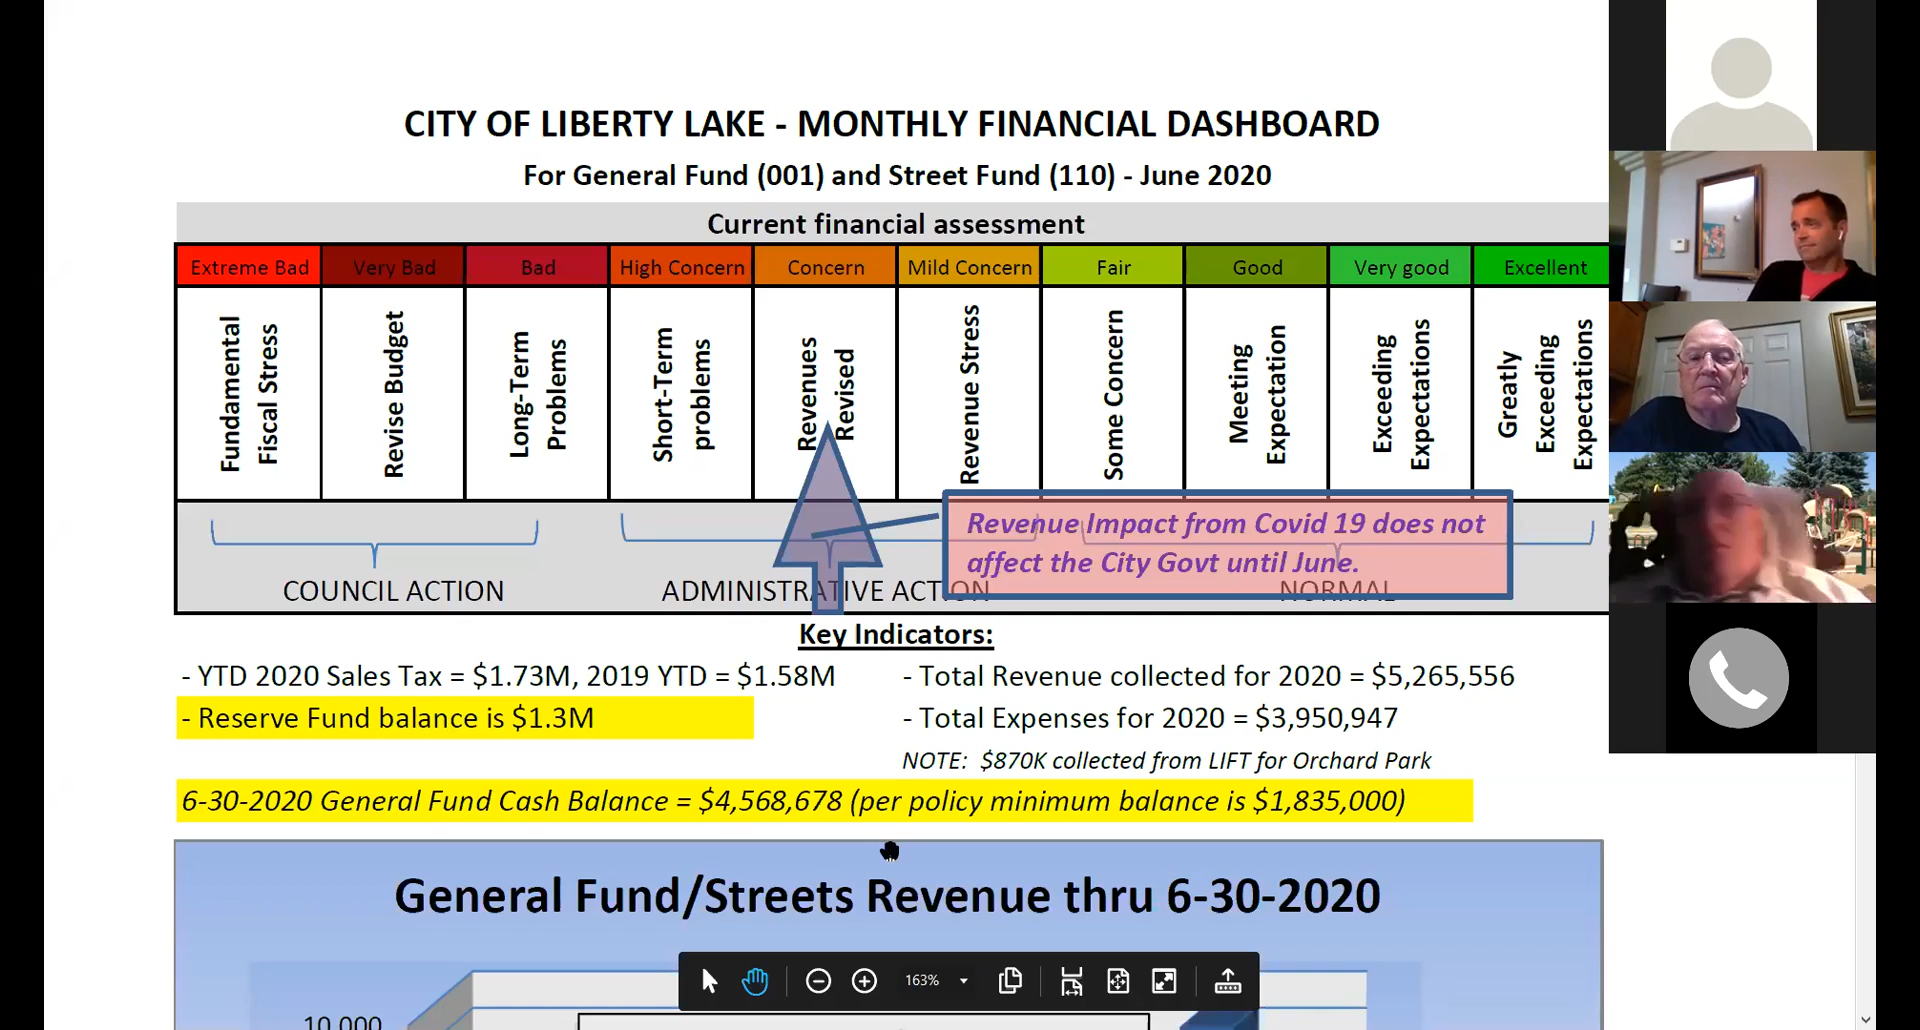 CITY OF LIBERTY LAKE - MONTHLY FINANCIAL DASHBOARD
For General Fund (001) and Street Fund (110) - June 2020
Current financial assessment
Extreme Bad
Very Bad
Bad
High Concern
Concern
Mild Concern
Fair
Good
Very good
Excellent
Fundamental
Fiscal Stress
Revise Budget
Long-Term
Problems
Short-Term
problems
Revenues
Revised
Revenue Stress
Some Concern
Meeting
Expectation
Exceeding
Expectations
Greatly
Exceeding
Expectations
Revenue Impact from Covid 19 does not
affect the City Govt until June.
COUNCIL ACTION
ADMINISTRATIVE ACTION
NORMAL
Key Indicators:
- YTD 2020 Sales Tax = $1.73M, 2019 YTD = $1.58M
- Total Revenue collected for 2020 = $5,265,556
- Reserve Fund balance is $1.3M
- Total Expenses for 2020 = $3,950,947
NOTE:  $870K collected from LIFT for Orchard Park
6-30-2020 General Fund Cash Balance = $4,568,678 (per policy minimum balance is $1,835,000)
General Fund/Streets Revenue thru 6-30-2020
163%
10,000